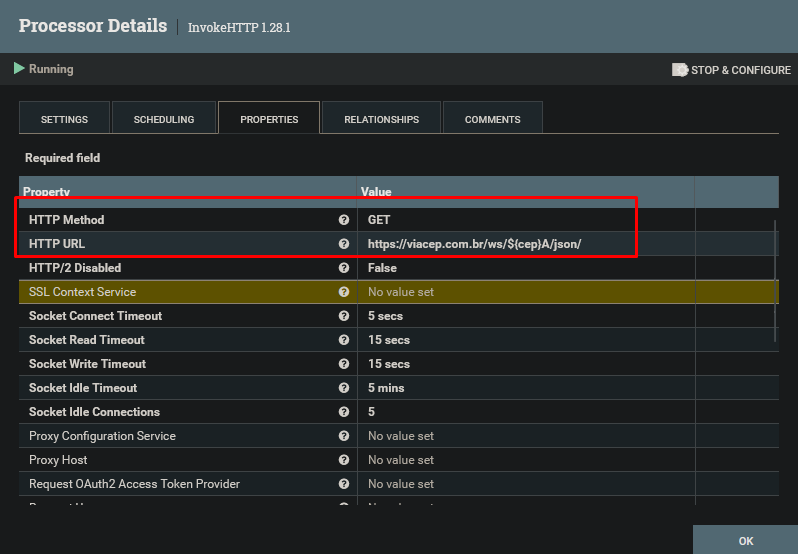 Processor Details | InvokeHTTP 1.28.1
Running STOP & CONFIGURE
SETTINGS SCHEDULING PROPERTIES RELATIONSHIPS COMMENTS
Required field
Property Value
HTTP Method ? GET
HTTP URL ? https://viacep.com.br/ws/${cep}A/json/
HTTP/2 Disabled ? False
SSL Context Service ? No value set
Socket Connect Timeout ? 5 secs
Socket Read Timeout ? 15 secs
Socket Write Timeout ? 15 secs
Socket Idle Timeout ? 5 mins
Socket Idle Connections ? 5
Proxy Configuration Service ? No value set
Proxy Host ? No value set
Request OAuth2 Access Token Provider ? No value set
OK